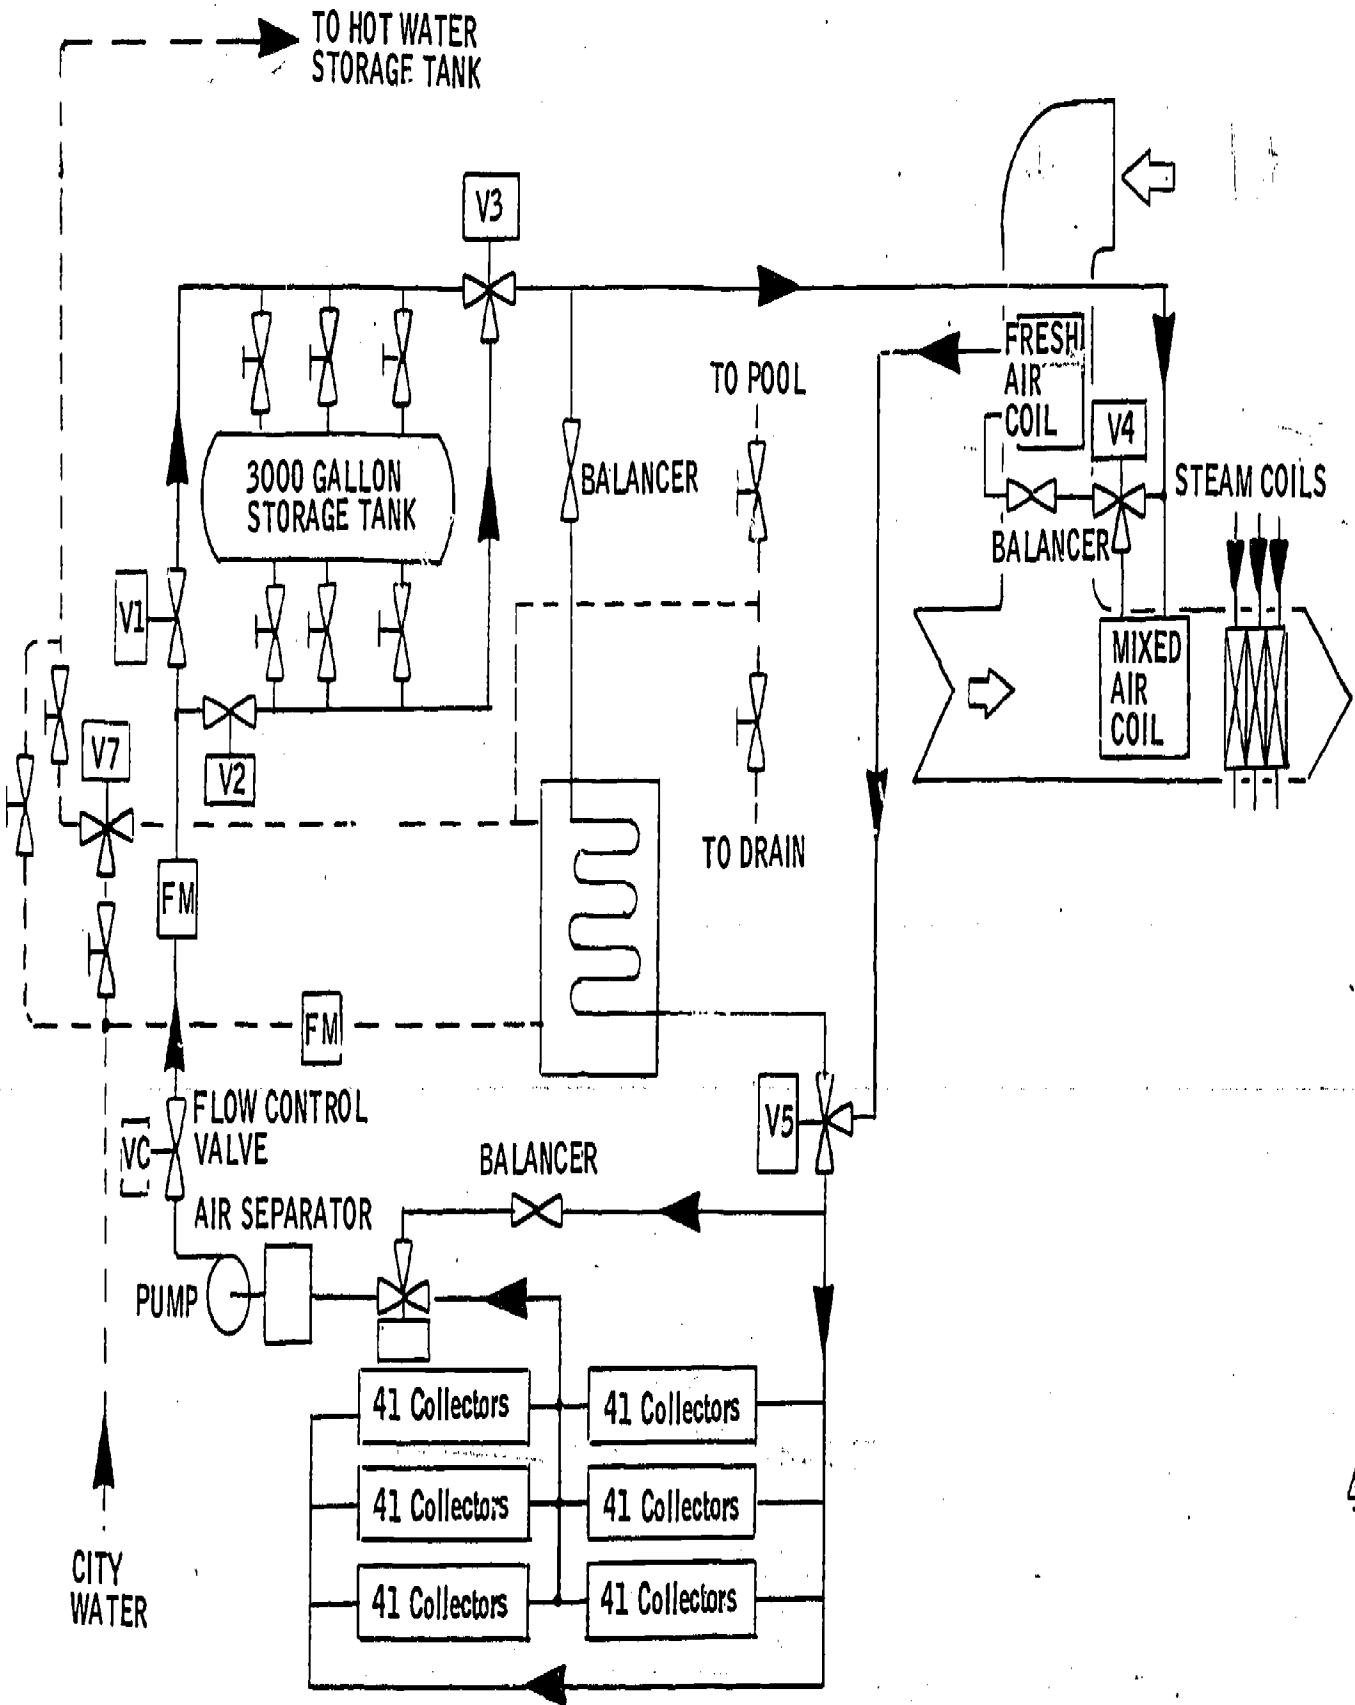 TO HOT WATER
STORAGE TANK
V3
FRESH
AIR
COIL
TO POOL
V4
3000 GALLON
STORAGE TANK
BALANCER
STEAM COILS
BALANCER
V1
MIXED
AIR
COIL
V7
V2
TO DRAIN
FM
FM
FLOW CONTROL
VALVE
VC
V5
BALANCER
AIR SEPARATOR
PUMP
41 Collectors
41 Collectors
41 Collectors
41 Collectors
41 Collectors
41 Collectors
CITY
WATER